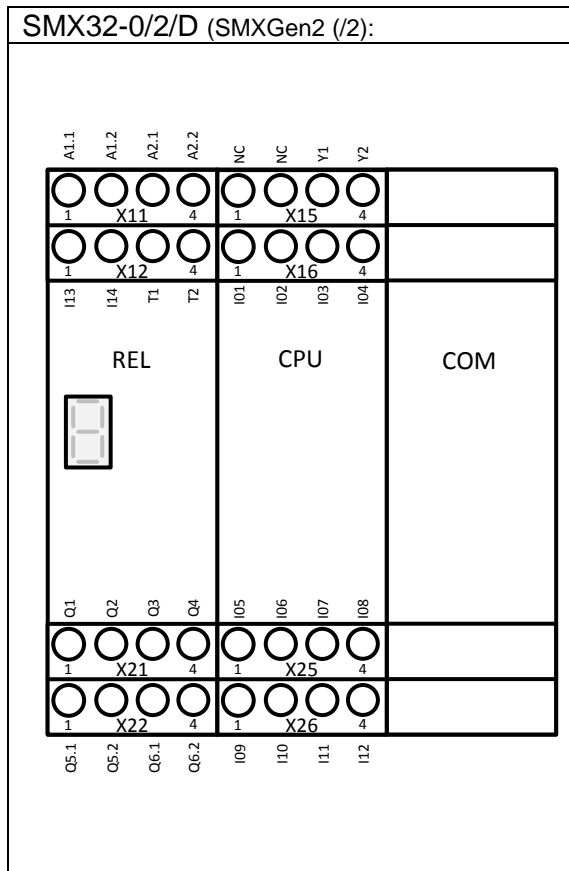 SMX32-0/2/D (SMXGen2 (/2):
A1.1 A1.2 A2.1 A2.2 NC NC Y1 Y2
1 X11 4 1 X15 4
1 X12 4 1 X16 4
I13 I14 T1 T2 I01 I02 I03 I04
REL CPU COM
Q1 Q2 Q3 Q4 I05 I06 I07 I08
1 X21 4 1 X25 4
1 X22 4 1 X26 4
Q5.1 Q5.2 Q6.1 Q6.2 I09 I10 I11 I12